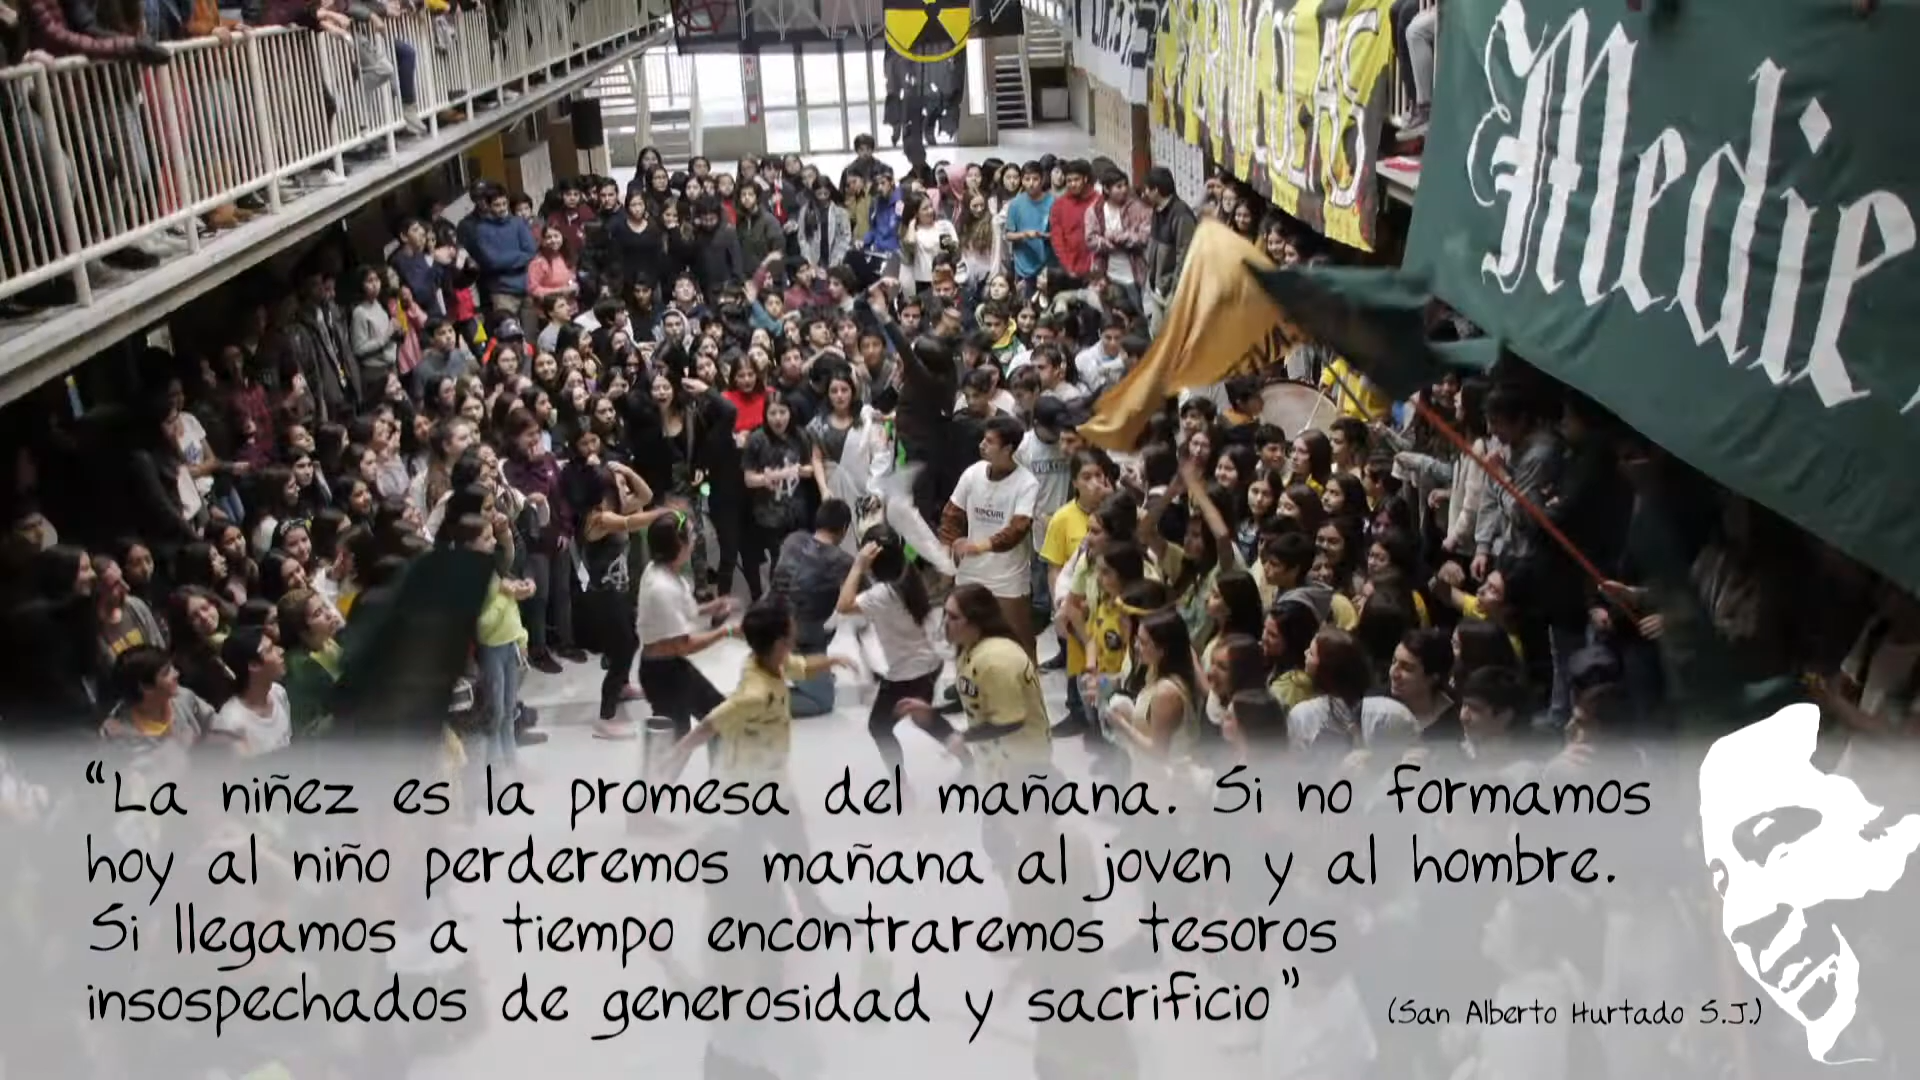 Medie
“La niñez es la promesa del mañana. Si no formamos
hoy al niño perderemos mañana al joven y al hombre.
Si llegamos a tiempo encontraremos tesoros
insospechados de generosidad y sacrificio”
(San Alberto Hurtado S.J.)